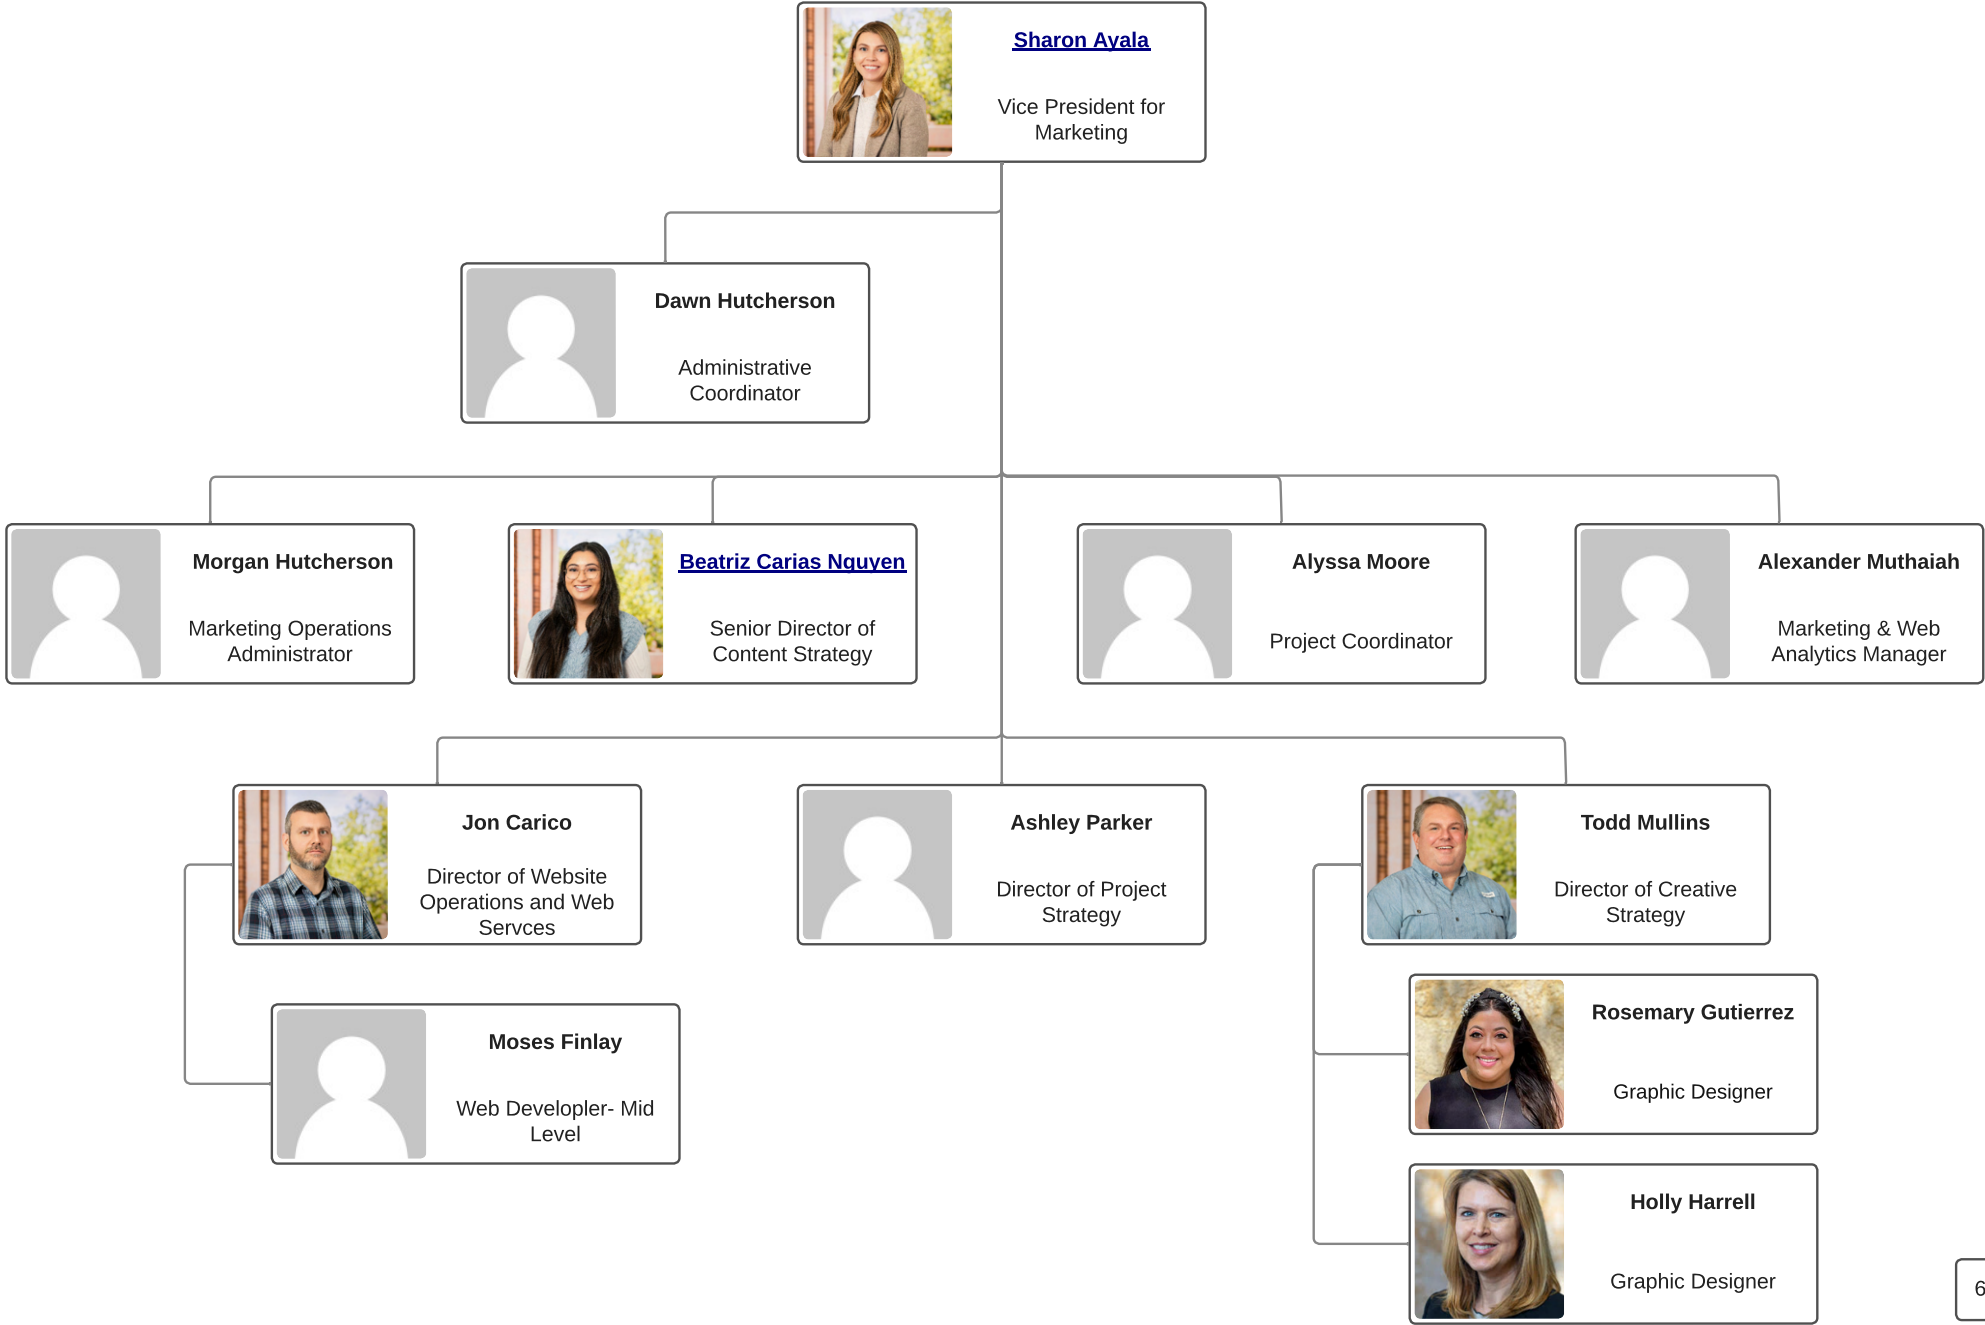 Sharon Ayala
Vice President for
Marketing
Dawn Hutcherson
Administrative
Coordinator
Morgan Hutcherson
Marketing Operations
Administrator
Beatriz Carias Nguyen
Senior Director of
Content Strategy
Alyssa Moore
Project Coordinator
Alexander Muthaiah
Marketing & Web
Analytics Manager
Jon Carico
Director of Website
Operations and Web
Servces
Ashley Parker
Director of Project
Strategy
Todd Mullins
Director of Creative
Strategy
Moses Finlay
Web Developler- Mid
Level
Rosemary Gutierrez
Graphic Designer
Holly Harrell
Graphic Designer
6